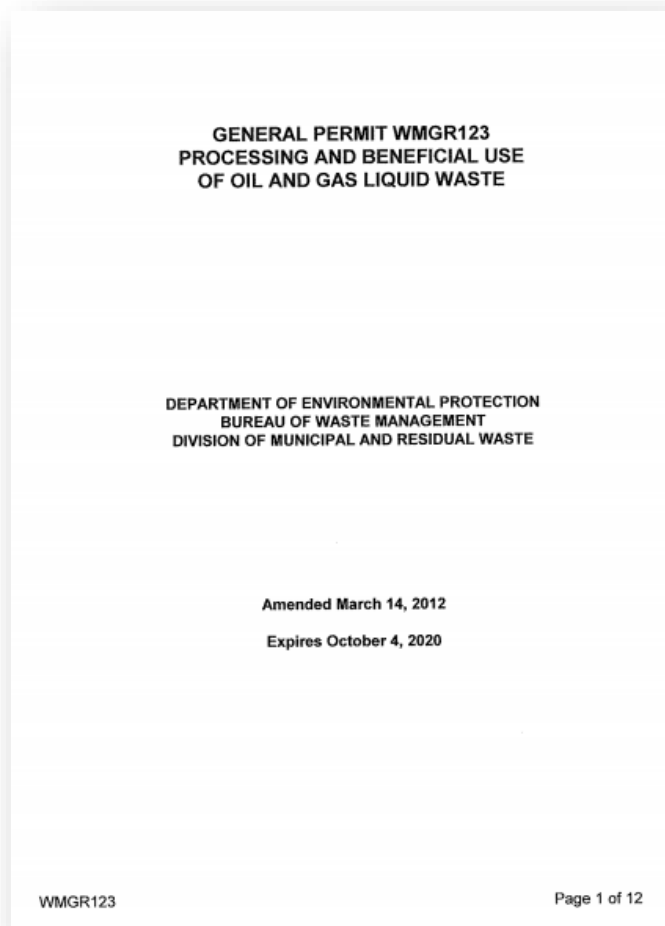 GENERAL PERMIT WMGR123
PROCESSING AND BENEFICIAL USE
OF OIL AND GAS LIQUID WASTE
DEPARTMENT OF ENVIRONMENTAL PROTECTION
BUREAU OF WASTE MANAGEMENT
DIVISION OF MUNICIPAL AND RESIDUAL WASTE
Amended March 14, 2012
Expires October 4, 2020
WMGR123
Page 1 of 12